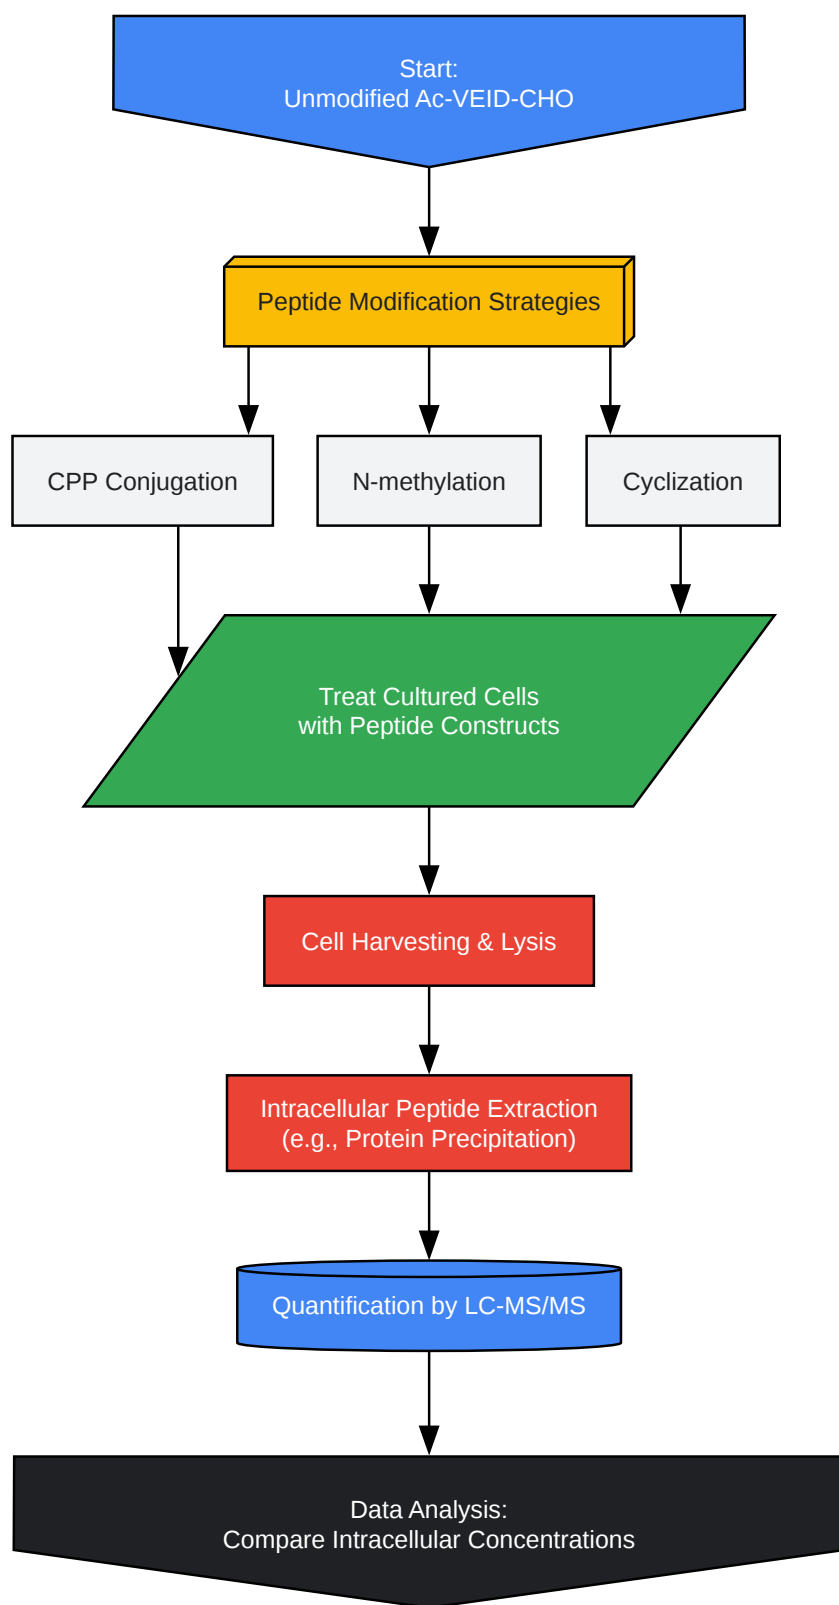 Start:
Unmodified Ac-VEID-CHO
Peptide Modification Strategies
CPP Conjugation
N-methylation
Cyclization
Treat Cultured Cells
with Peptide Constructs
Cell Harvesting & Lysis
Intracellular Peptide Extraction
(e.g., Protein Precipitation)
Quantification by LC-MS/MS
Data Analysis:
Compare Intracellular Concentrations